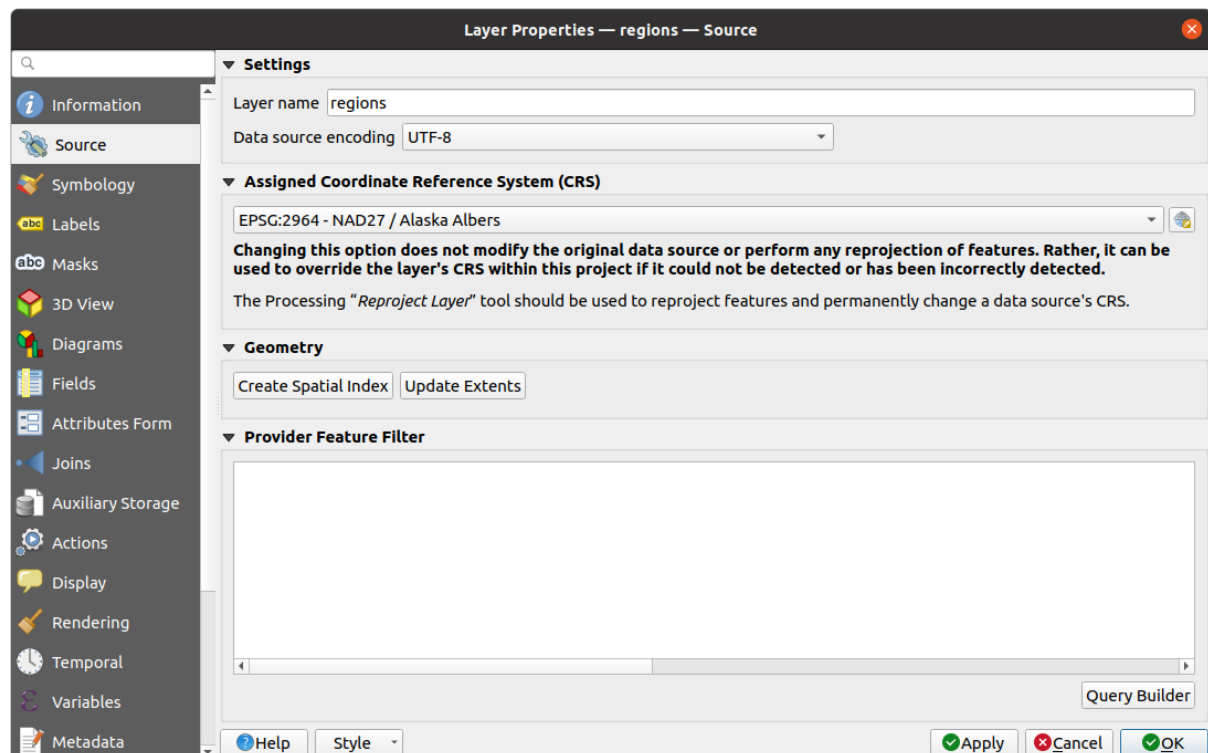 Layer Properties — regions — Source
Information
Source
Symbology
abc Labels
abc Masks
3D View
Diagrams
Fields
Attributes Form
Joins
Auxiliary Storage
Actions
Display
Rendering
Temporal
Variables
Metadata
Settings
Layer name regions
Data source encoding UTF-8
Assigned Coordinate Reference System (CRS)
EPSG:2964 - NAD27 / Alaska Albers
Changing this option does not modify the original data source or perform any reprojection of features. Rather, it can be
used to override the layer's CRS within this project if it could not be detected or has been incorrectly detected.
The Processing “Reproject Layer” tool should be used to reproject features and permanently change a data source's CRS.
Geometry
Create Spatial Index Update Extents
Provider Feature Filter
Query Builder
Help Style Apply Cancel OK